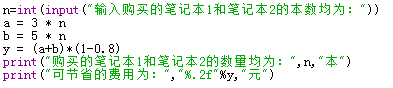 n=int(input("输入购买的笔记本1和笔记本2的本数均为："))
a = 3 * n
b = 5 * n
y = (a+b)*(1-0.8)
print("购买的笔记本1和笔记本2的数量均为：",n,"本")
print("可节省的费用为：","%.2f"%y,"元")